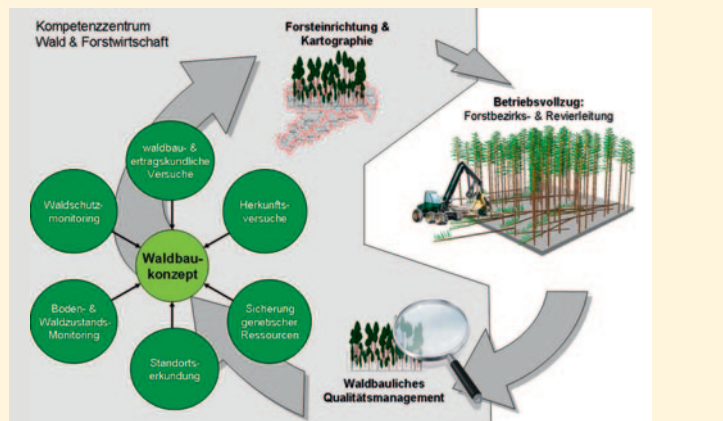 Kompetenzzentrum
Wald & Forstwirtschaft
Forsteinrichtung &
Kartographie
Betriebsvollzug:
Forstbezirks- & Revierleitung
waldbau- &
ertragskundliche
Versuche
Waldschutz-
monitoring
Herkunfts-
versuche
Waldbau-
konzept
Boden- &
Waldzustands-
Monitoring
Sicherung
genetischer
Ressourcen
Standorts-
erkundung
Waldbauliches
Qualitätsmanagement